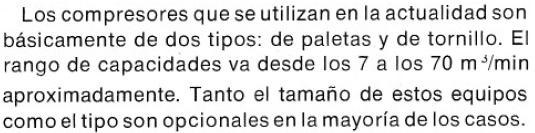 Los compresores que se utilizan en la actualidad son
básicamente de dos tipos: de paletas y de tornillo. El
rango de capacidades va desde los 7 a los 70 m³/min
aproximadamente. Tanto el tamaño de estos equipos
como el tipo son opcionales en la mayoría de los casos.